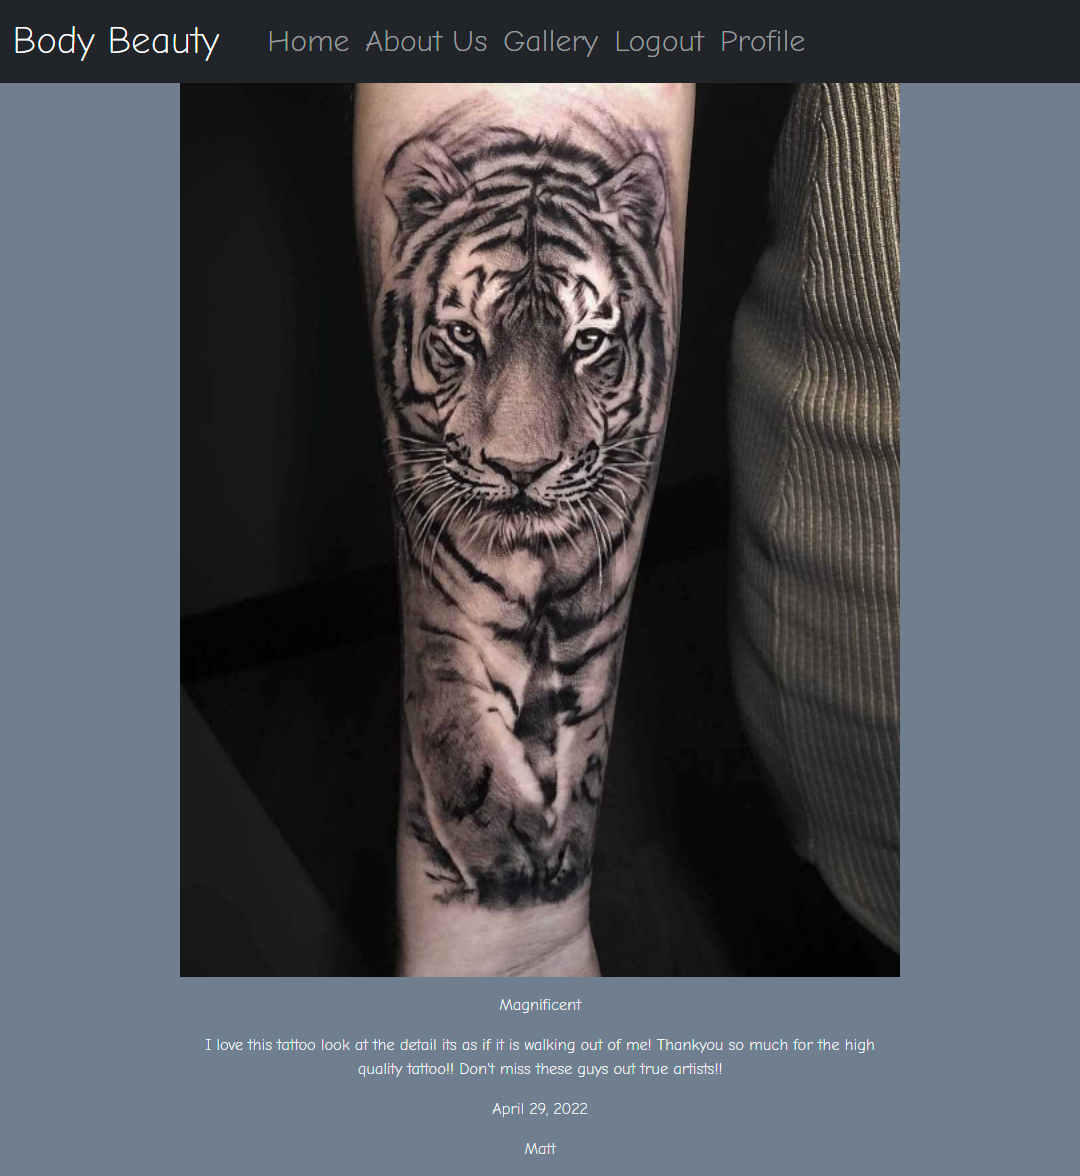 Body Beauty Home About Us Gallery Logout Profile
Magnificent
I love this tattoo look at the detail its as if it is walking out of me! Thankyou so much for the high
quality tattoo!! Don't miss these guys out true artists!!
April 29, 2022
Matt